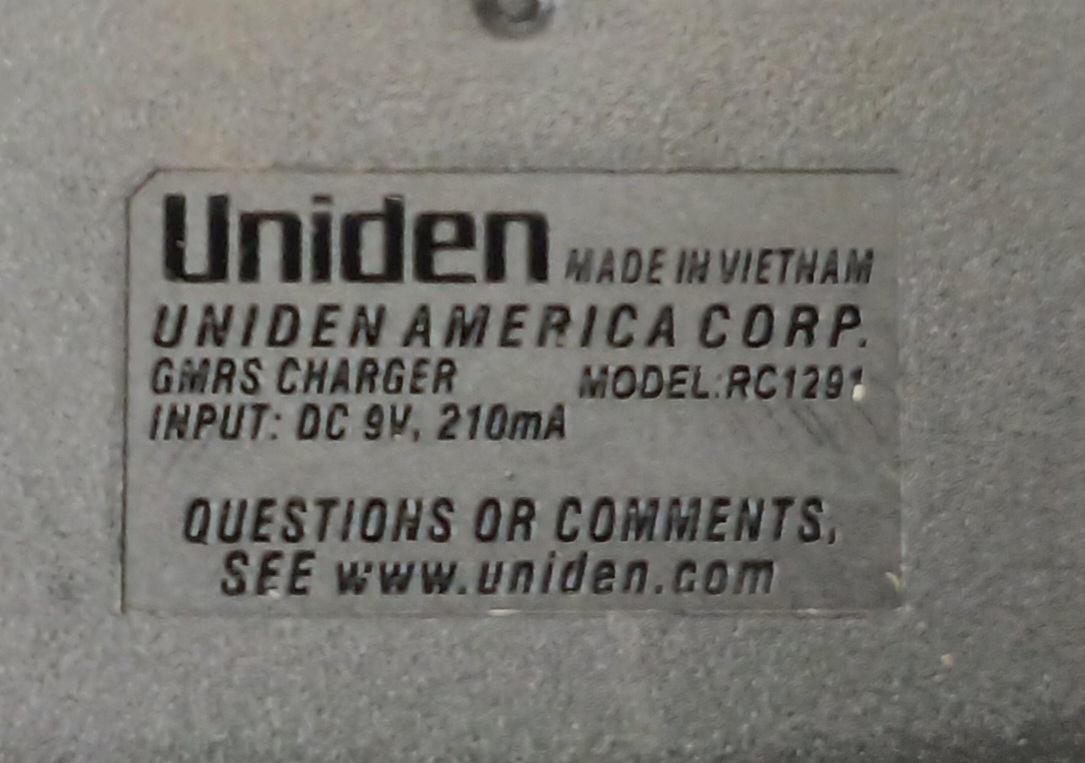 Uniden MADE IN VIETNAM
UNIDEN AMERICA CORP.
GMRS CHARGER MODEL:RC1291
INPUT: DC 9V, 210mA
QUESTIONS OR COMMENTS,
SEE www.uniden.com